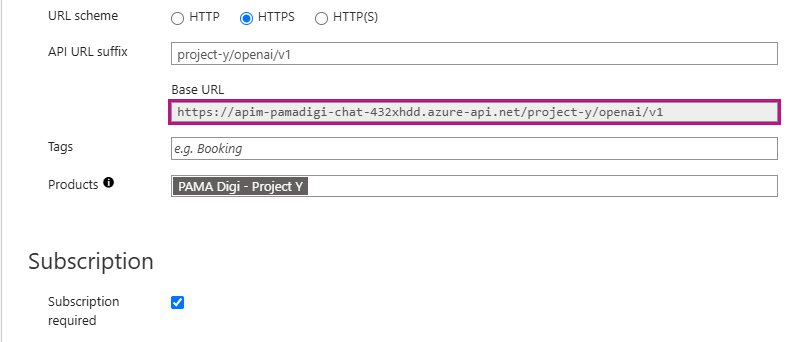 URL scheme HTTP HTTPS HTTP(S)
API URL suffix project-y/openai/v1
Base URL
https://apim-pamadigi-chat-432xhdd.azure-api.net/project-y/openai/v1
Tags e.g. Booking
Products PAMA Digi - Project Y
Subscription
Subscription
required